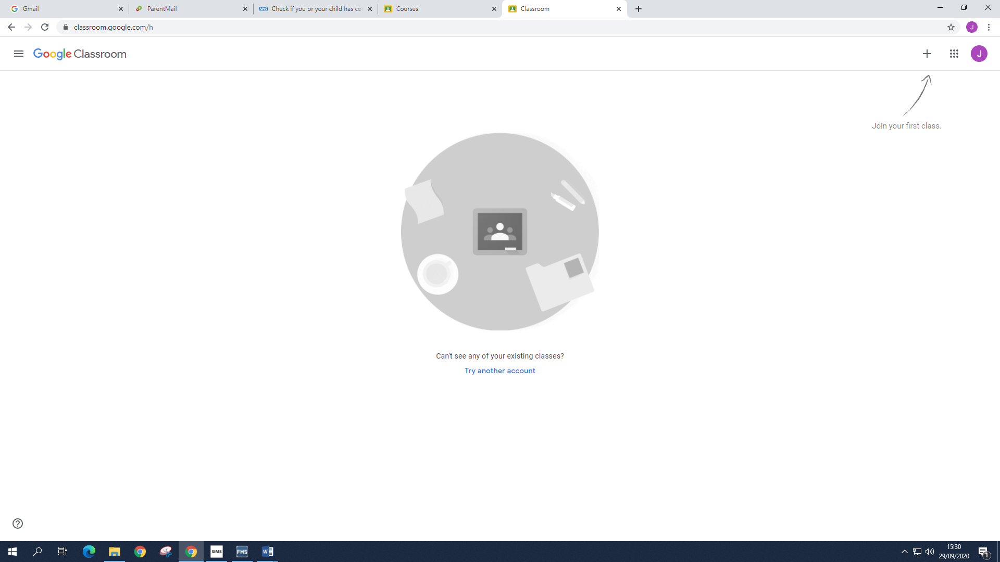 Gmail
ParentMail
NHS
Check if you or your child has co
Courses
Classroom
classroom.google.com/h
J
Google Classroom
J
Join your first class.
Can't see any of your existing classes?
Try another account
SIMS
FMS
W
15:30
29/09/2020
1